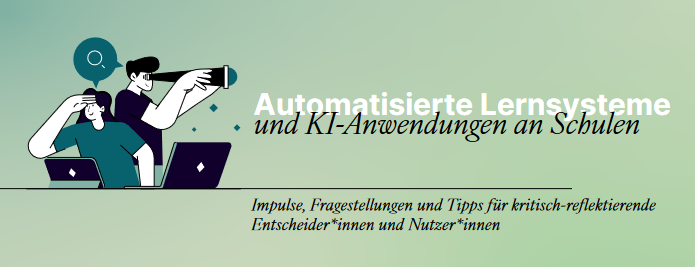 Automatisierte Lernsysteme
und KI-Anwendungen an Schulen
Impulse, Fragestellungen und Tipps für kritisch-reflektierende
Entscheider*innen und Nutzer*innen